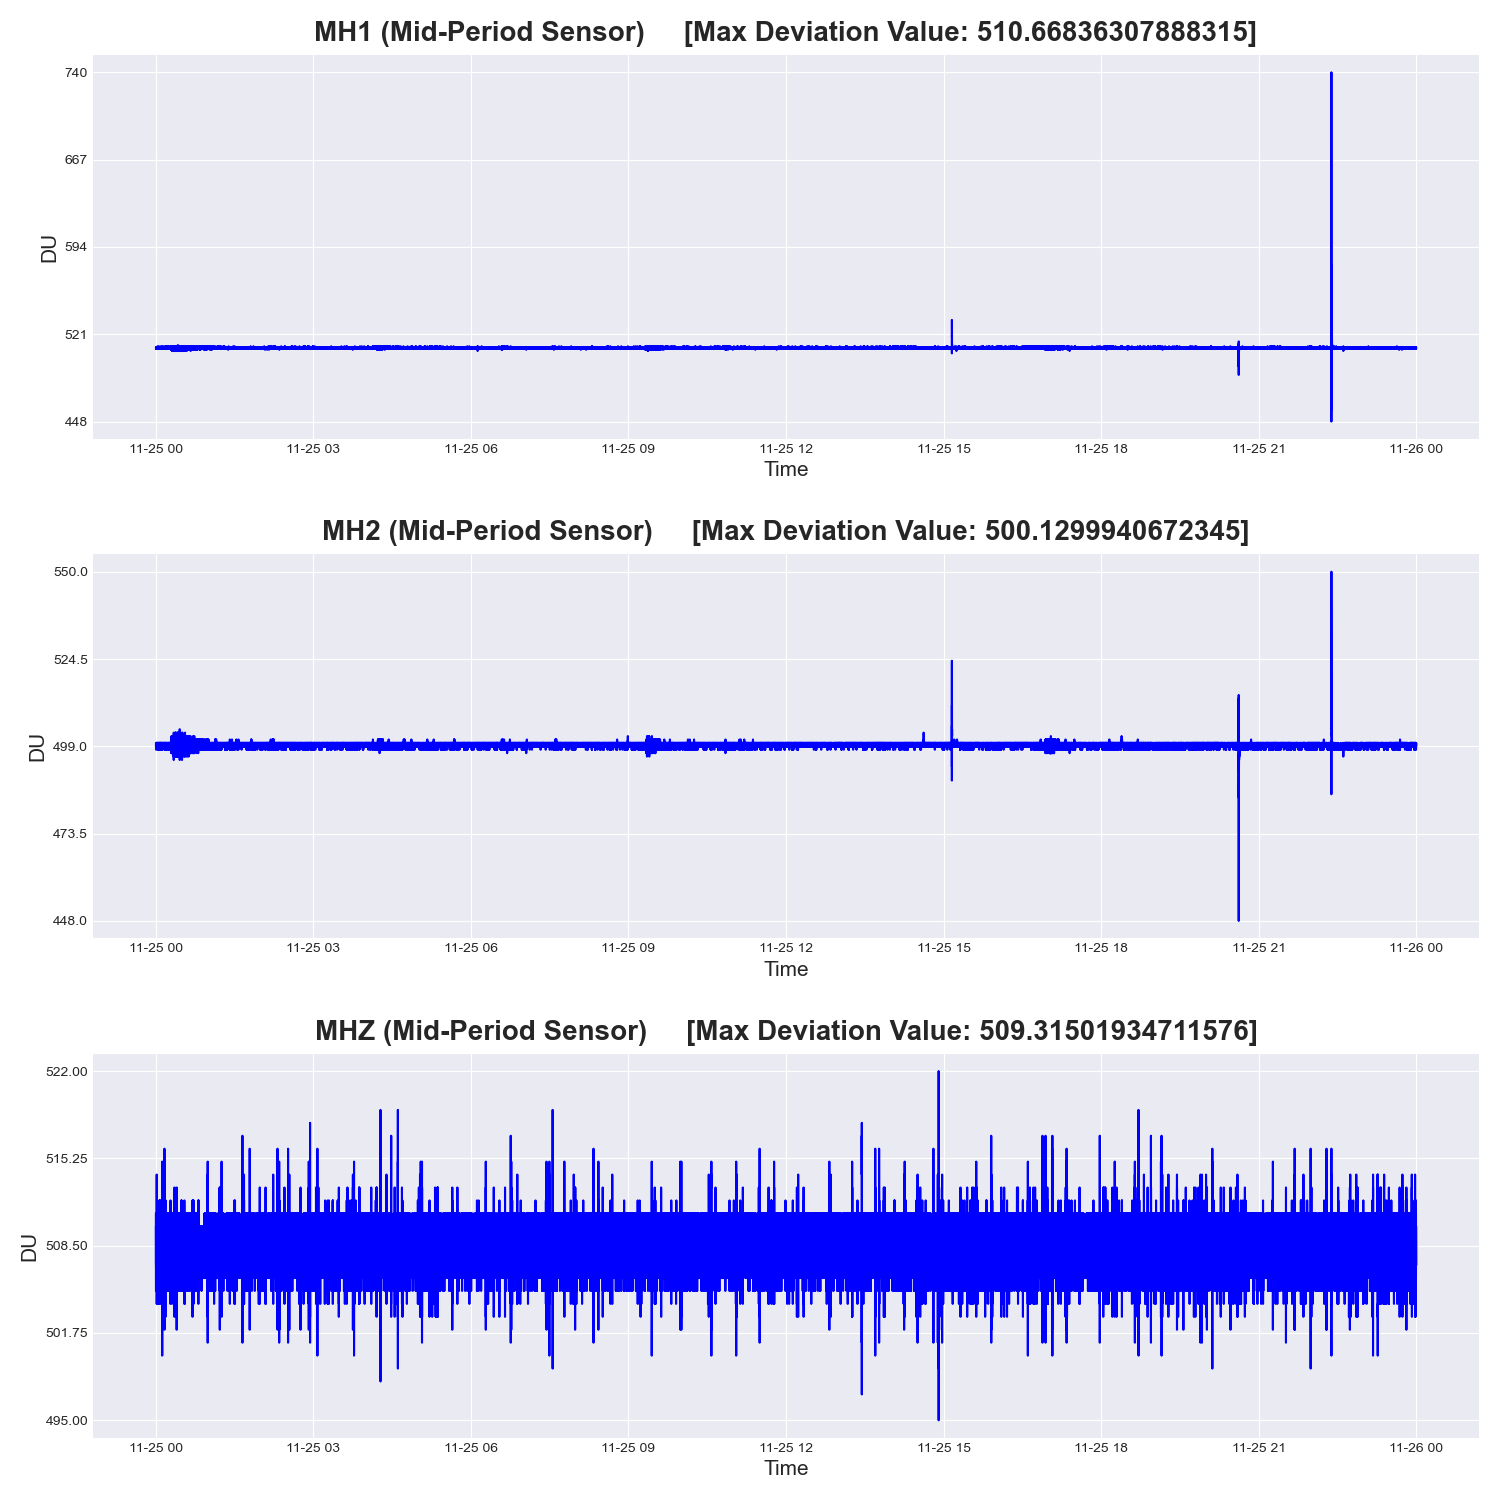 MH1 (Mid-Period Sensor) [Max Deviation Value: 510.66836307888315]
740
667
594
521
448
DU
11-25 00 11-25 03 11-25 06 11-25 09 11-25 12 11-25 15 11-25 18 11-25 21 11-26 00
Time
MH2 (Mid-Period Sensor) [Max Deviation Value: 500.1299940672345]
550.0
524.5
499.0
473.5
448.0
DU
11-25 00 11-25 03 11-25 06 11-25 09 11-25 12 11-25 15 11-25 18 11-25 21 11-26 00
Time
MHZ (Mid-Period Sensor) [Max Deviation Value: 509.31501934711576]
522.00
515.25
508.50
501.75
495.00
DU
11-25 00 11-25 03 11-25 06 11-25 09 11-25 12 11-25 15 11-25 18 11-25 21 11-26 00
Time